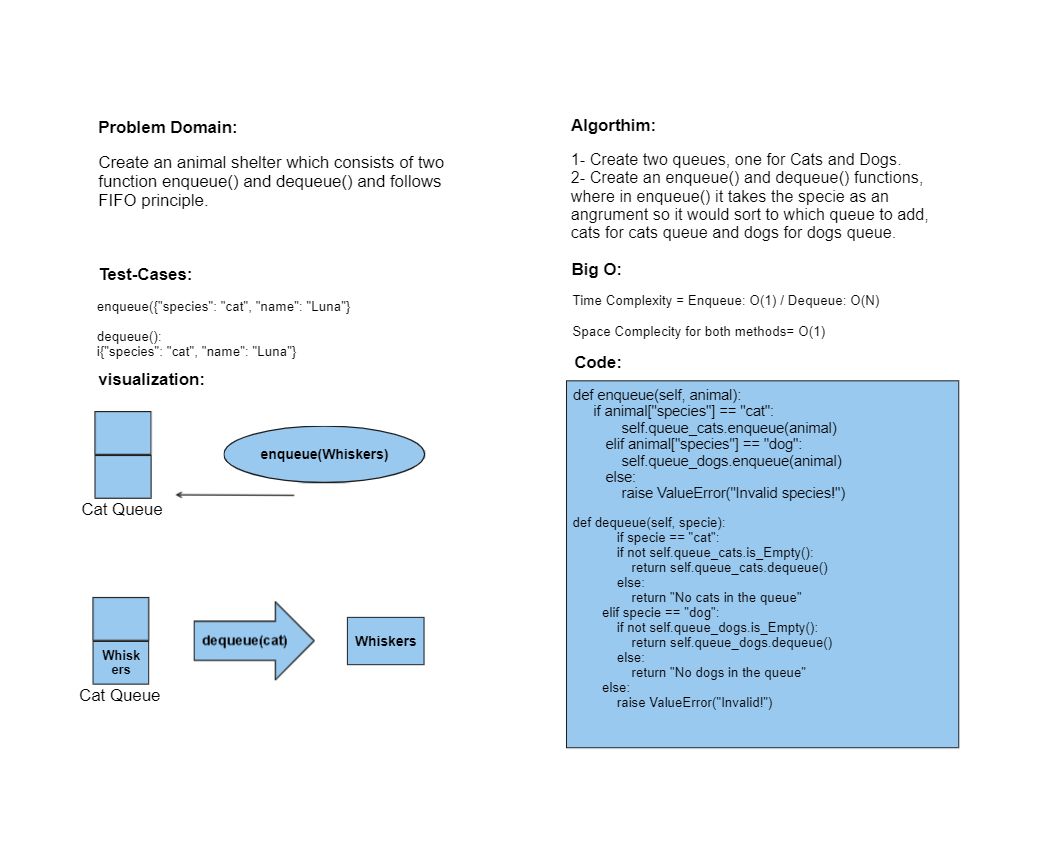 Problem Domain:
Create an animal shelter which consists of two
function enqueue() and dequeue() and follows
FIFO principle.
Test-Cases:
enqueue({"species": "cat", "name": "Luna"}
dequeue():
i{"species": "cat", "name": "Luna"}
visualization:
enqueue(Whiskers)
Cat Queue
Whisk
ers
dequeue(cat)
Whiskers
Cat Queue
Algorthim:
1- Create two queues, one for Cats and Dogs.
2- Create an enqueue() and dequeue() functions,
where in enqueue() it takes the specie as an
angrument so it would sort to which queue to add,
cats for cats queue and dogs for dogs queue.
Big O:
Time Complexity = Enqueue: O(1) / Dequeue: O(N)
Space Complecity for both methods= O(1)
Code:
def enqueue(self, animal):
if animal["species"] == "cat":
self.queue_cats.enqueue(animal)
elif animal["species"] == "dog":
self.queue_dogs.enqueue(animal)
else:
raise ValueError("Invalid species!")
def dequeue(self, specie):
if specie == "cat":
if not self.queue_cats.is_Empty():
return self.queue_cats.dequeue()
else:
return "No cats in the queue"
elif specie == "dog":
if not self.queue_dogs.is_Empty():
return self.queue_dogs.dequeue()
else:
return "No dogs in the queue"
else:
raise ValueError("Invalid!")